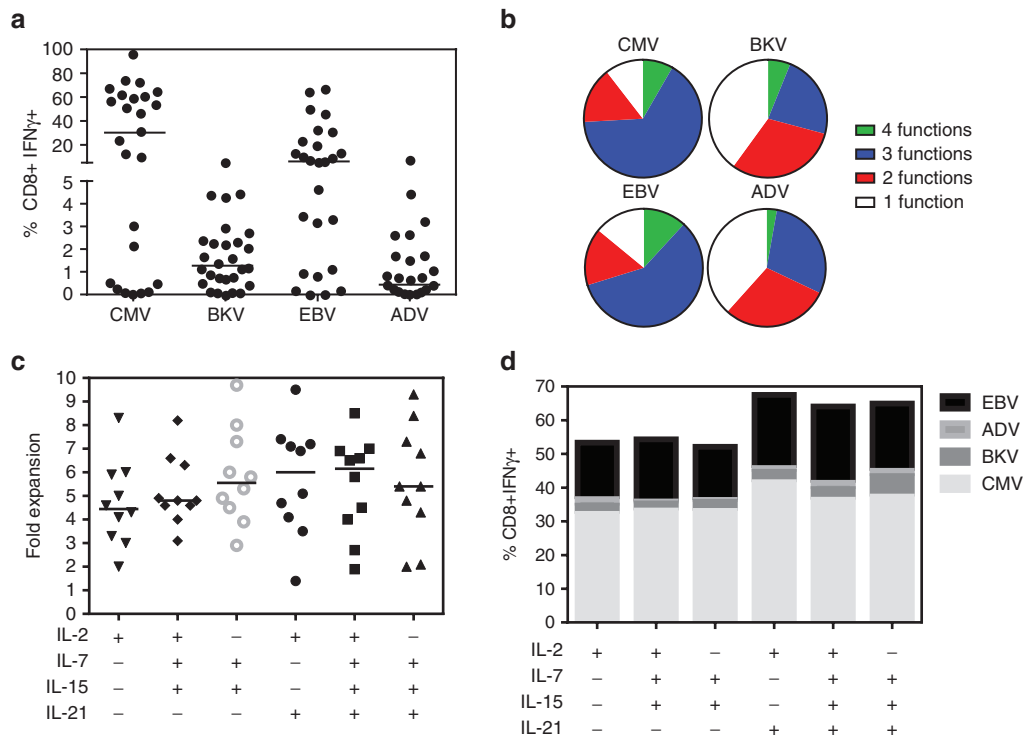 a
% CD8+ IFNγ+
100
80
60
40
20
5
4
3
2
1
0
CMV BKV EBV ADV
b
CMV BKV
EBV ADV
4 functions
3 functions
2 functions
1 function
c
Fold expansion
10
9
8
7
6
5
4
3
2
1
0
IL-2 + + – + + –
IL-7 – + + – + +
IL-15 – + + – + +
IL-21 – – – + + +
d
% CD8+IFNγ+
70
60
50
40
30
20
10
0
EBV
ADV
BKV
CMV
IL-2 + + – + + –
IL-7 – + + – + +
IL-15 – + + – + +
IL-21 – – – + + +